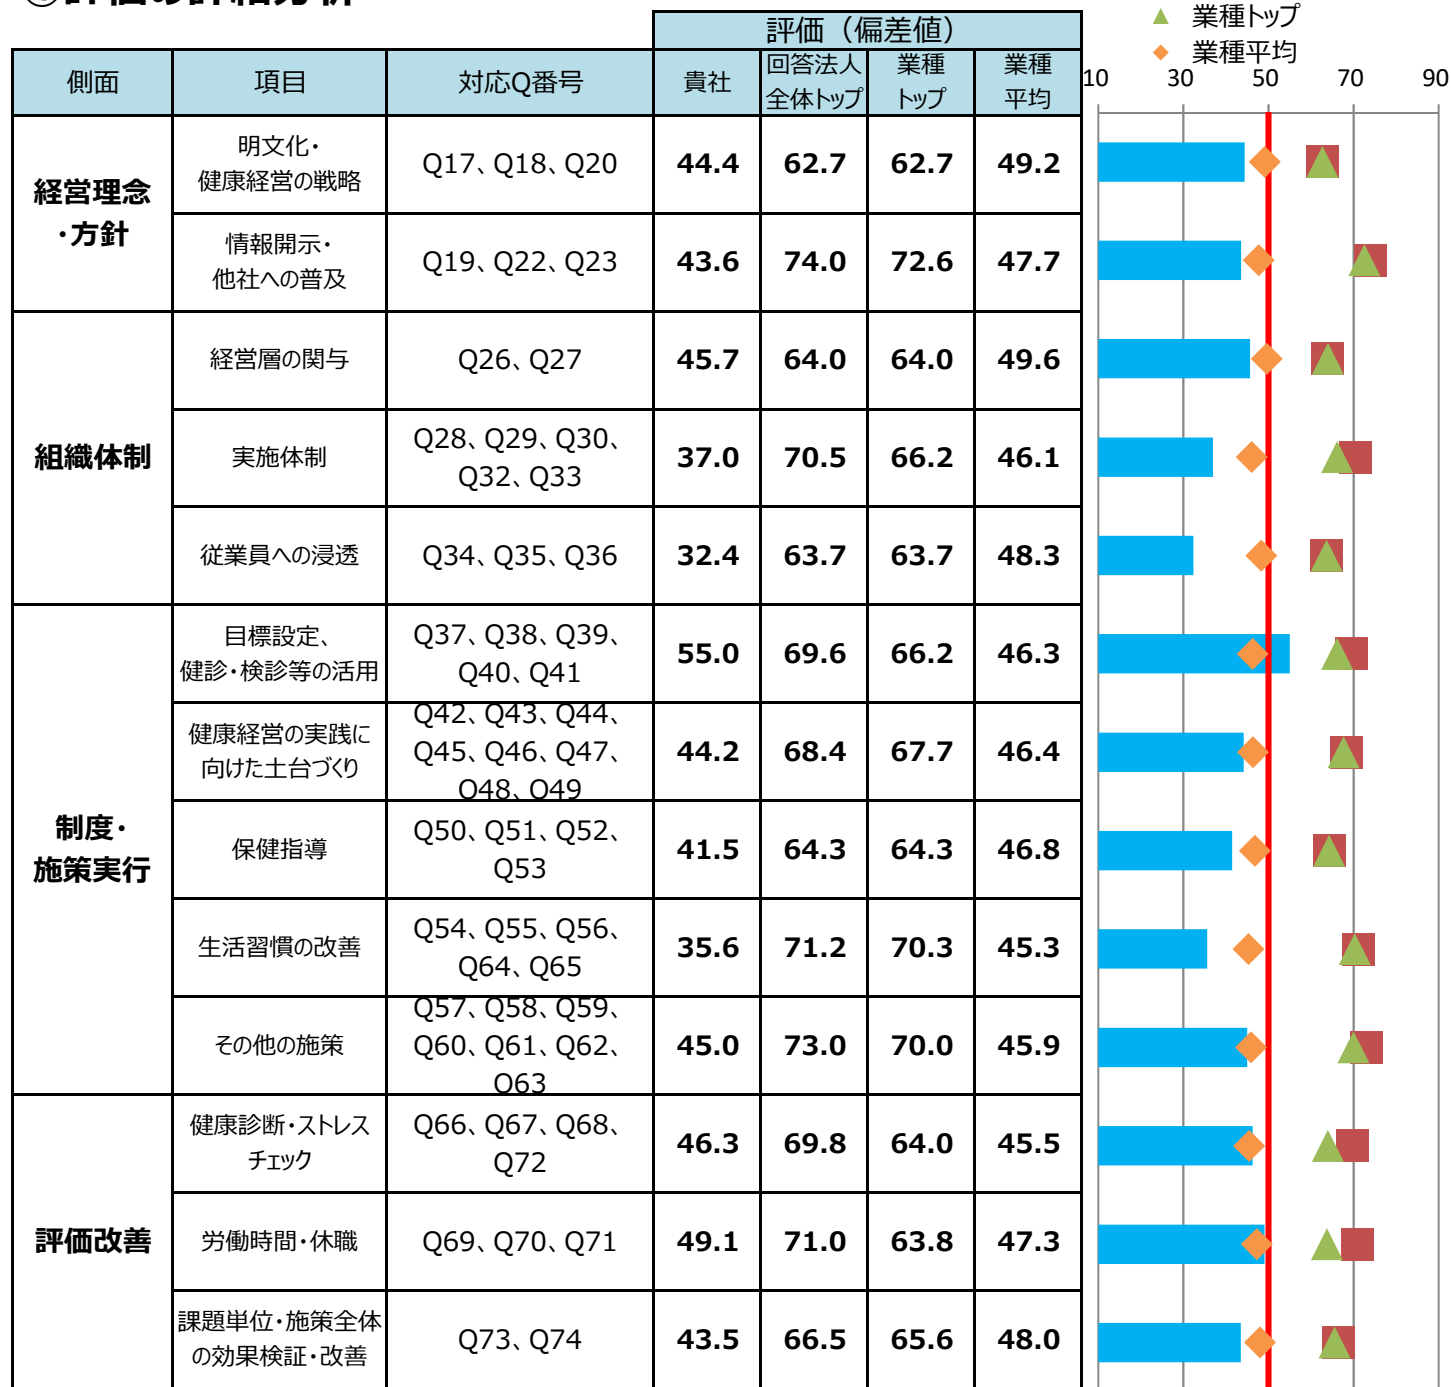 評価（偏差値）
▲ 業種トップ
◆ 業種平均
側面 項目 対応Q番号 貴社 回答法人 業種 業種
全体トップ トップ 平均
10 30 50 70 90
経営理念
・方針
明文化・
健康経営の戦略
Q17、Q18、Q20 44.4 62.7 62.7 49.2
情報開示・
他社への普及
Q19、Q22、Q23 43.6 74.0 72.6 47.7
組織体制
経営層の関与 Q26、Q27 45.7 64.0 64.0 49.6
実施体制
Q28、Q29、Q30、
Q32、Q33
37.0 70.5 66.2 46.1
従業員への浸透 Q34、Q35、Q36 32.4 63.7 63.7 48.3
制度・
施策実行
目標設定、
健診・検診等の活用
Q37、Q38、Q39、
Q40、Q41
55.0 69.6 66.2 46.3
健康経営の実践に
向けた土台づくり
Q42、Q43、Q44、
Q45、Q46、Q47、
Q48、Q49
44.2 68.4 67.7 46.4
保健指導
Q50、Q51、Q52、
Q53
41.5 64.3 64.3 46.8
生活習慣の改善
Q54、Q55、Q56、
Q64、Q65
35.6 71.2 70.3 45.3
その他の施策
Q57、Q58、Q59、
Q60、Q61、Q62、
Q63
45.0 73.0 70.0 45.9
評価改善
健康診断・ストレス
チェック
Q66、Q67、Q68、
Q72
46.3 69.8 64.0 45.5
労働時間・休職 Q69、Q70、Q71 49.1 71.0 63.8 47.3
課題単位・施策全体
の効果検証・改善
Q73、Q74 43.5 66.5 65.6 48.0